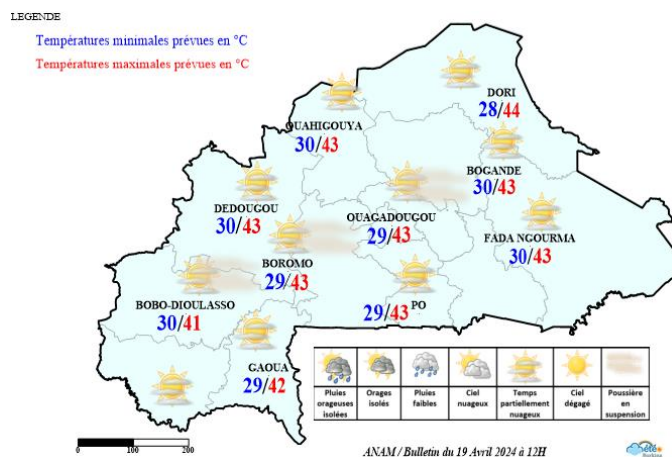 LEGENDE
Températures minimales prévues en °C
Températures maximales prévues en °C
DORI
28/44
OUAHIGOUYA
30/43
BOGANDE
30/43
DEDOUGOU
30/43
OUAGADOUGOU
29/43
FADA NGOURMA
30/43
BOROMO
29/43
BOBO-DIOULASSO
30/41
PO
29/43
GAOUA
29/42
Pluies orageuses isolées
Orages isolés
Pluies faibles
Ciel nuageux
Temps partiellement nuageux
Ciel dégagé
Poussière en suspension
0 100 200
ANAM / Bulletin du 19 Avril 2024 à 12H